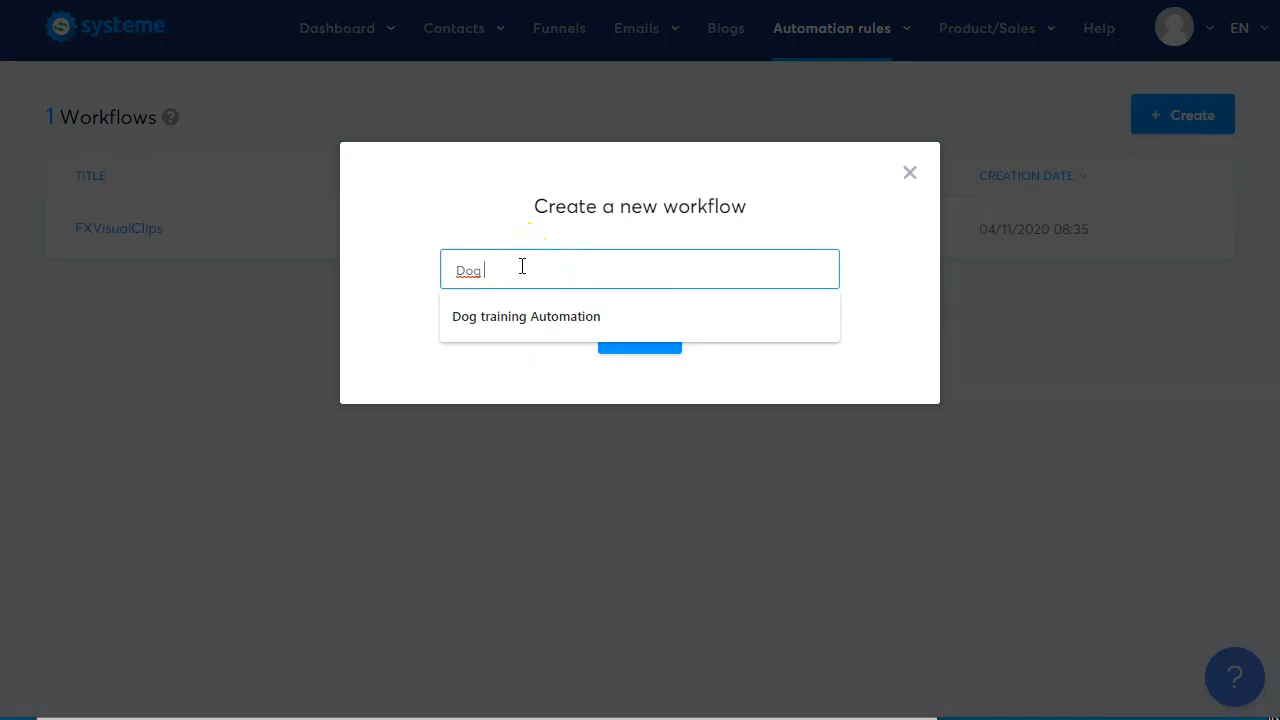 systeme
Dashboard Contacts Funnels Emails Blogs Automation rules Product/Sales Help EN
1 Workflows ?
+ Create
TITLE CREATION DATE
FXVisualClips 04/11/2020 08:35
Create a new workflow
Dog
Dog training Automation
?